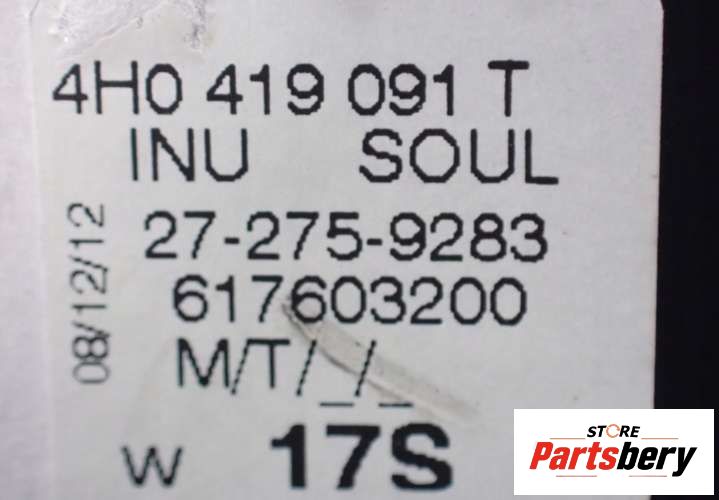 4H0 419 091 T
INU SOUL
27-275-9283
617603200
08/12/12
M/T/_/_
W 17S
STORE
Partsbery